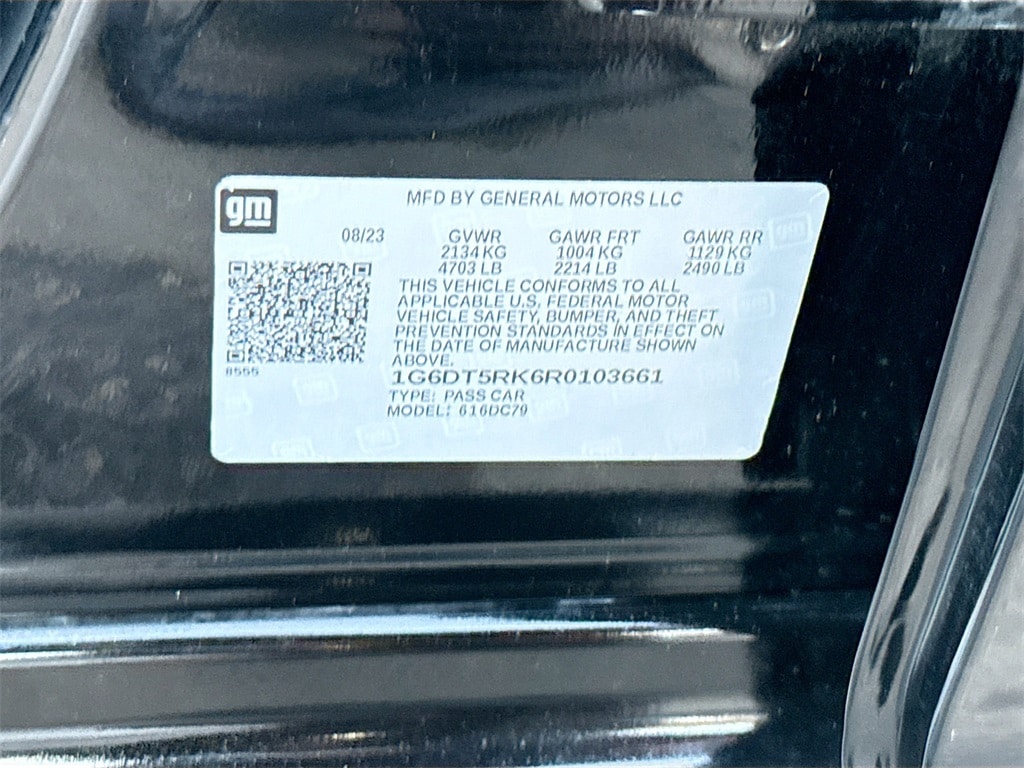 gm
MFD BY GENERAL MOTORS LLC
08/23 GVWR GAWR FRT GAWR RR
2134 KG 1004 KG 1129 KG
4703 LB 2214 LB 2490 LB
THIS VEHICLE CONFORMS TO ALL
APPLICABLE U.S. FEDERAL MOTOR
VEHICLE SAFETY, BUMPER, AND THEFT
PREVENTION STANDARDS IN EFFECT ON
THE DATE OF MANUFACTURE SHOWN
ABOVE.
8555
1G6DT5RK6R0103661
TYPE: PASS CAR
MODEL: 616DC79